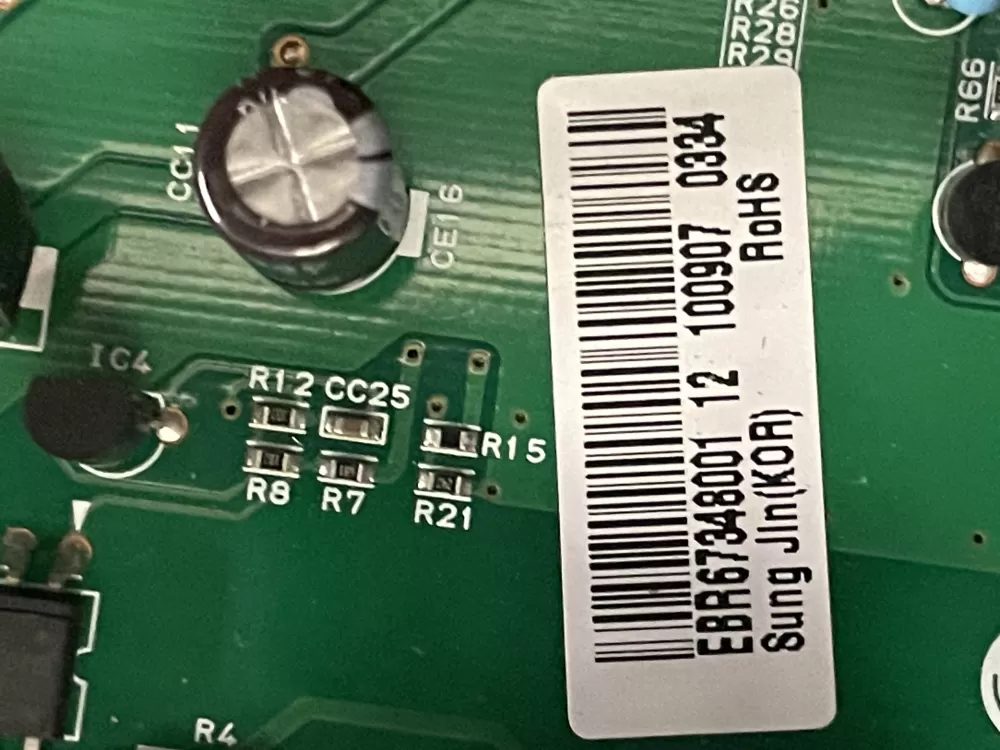 R26
R28
R29
R66
CC11
CE16
IC4
R12 CC25
R15
R8
R7
R21
R4
EBR67348001 12 100907 0334
Sung JIn(KOR) RoHS